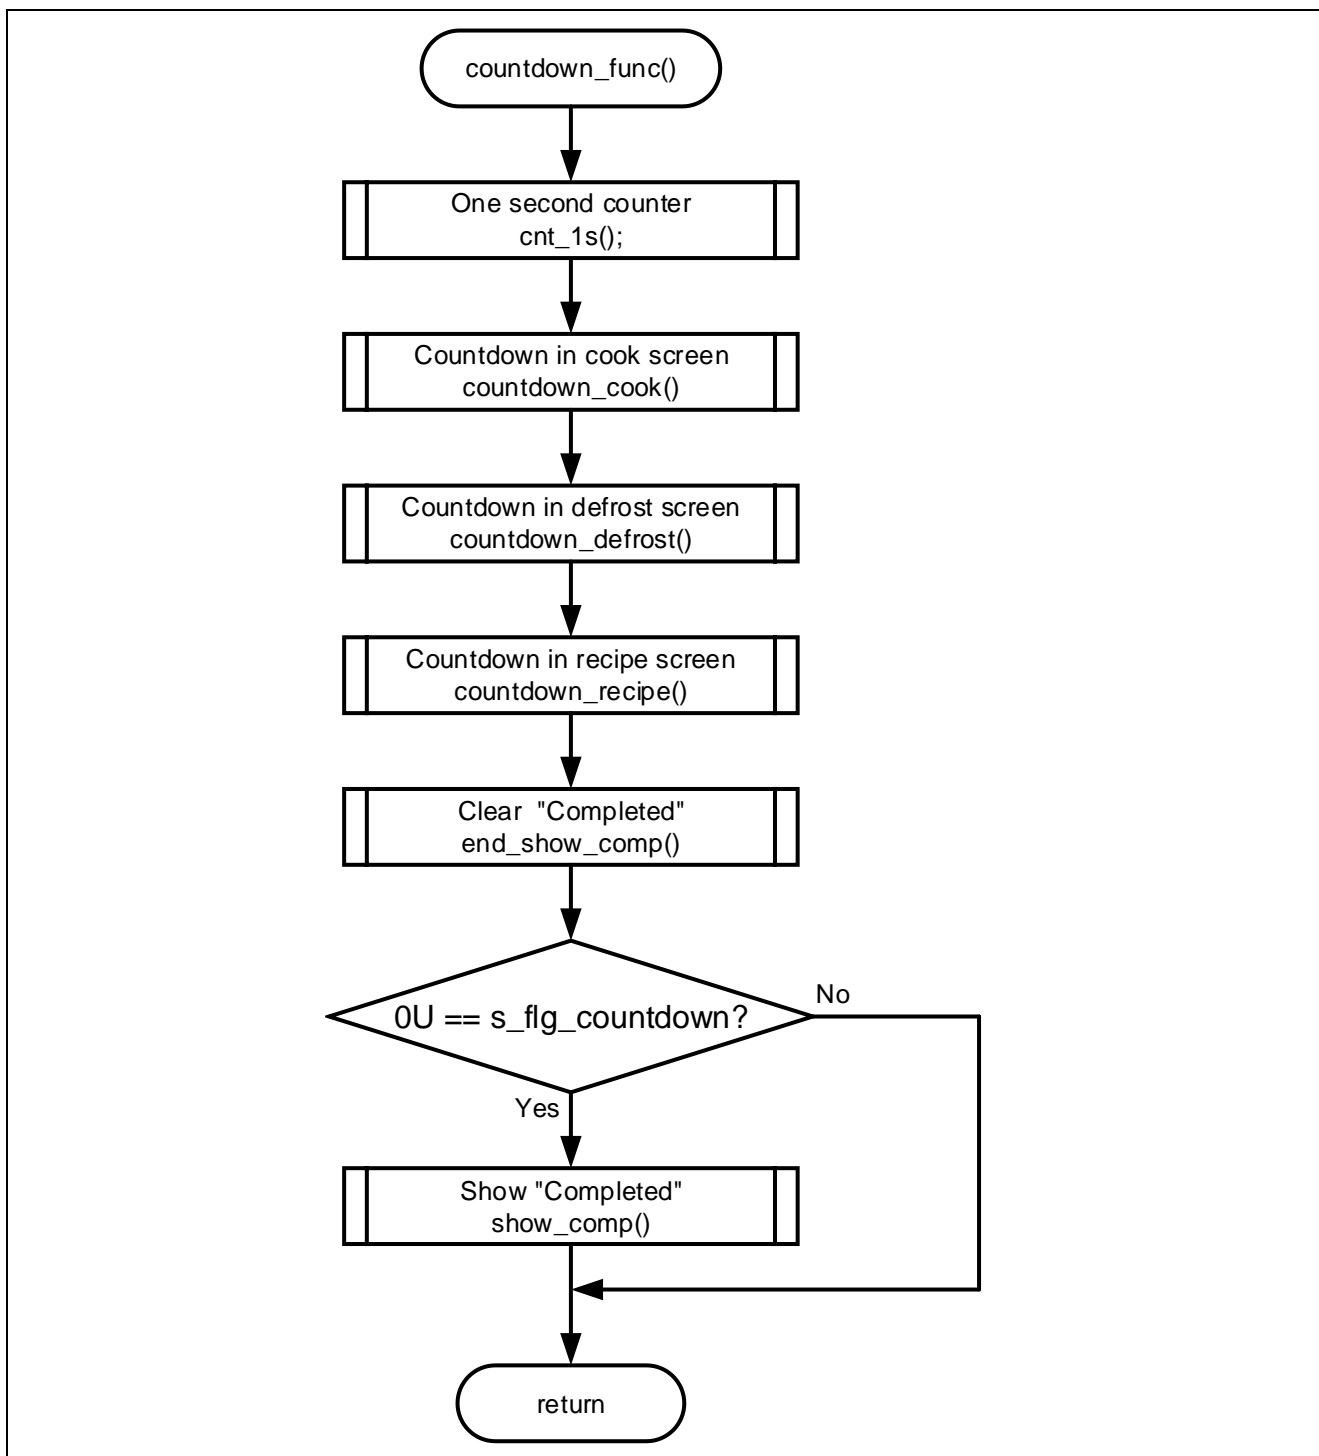 countdown_func()
One second counter
cnt_1s();
Countdown in cook screen
countdown_cook()
Countdown in defrost screen
countdown_defrost()
Countdown in recipe screen
countdown_recipe()
Clear  "Completed"
end_show_comp()
0U == s_flg_countdown?
No
Yes
Show "Completed"
show_comp()
return